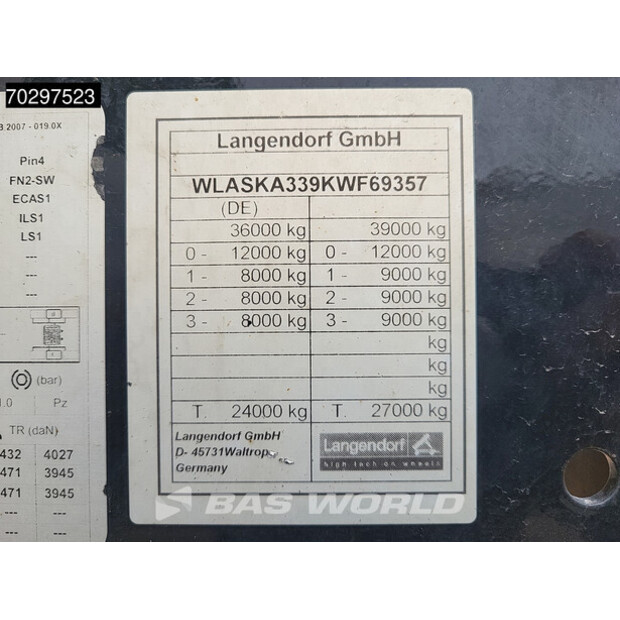 70297523
3.2007 - 019.0X
Pin4
FN2-SW
ECAS1
ILS1
LS1
---
---
---
(bar)
1.0 Pz
TR (daN)
432 4027
471 3945
471 3945
--- ---
--- ---
Langendorf GmbH
WLASKA339KWF69357
(DE)
36000 kg 39000 kg
0 - 12000 kg 0 - 12000 kg
1 - 8000 kg 1 - 9000 kg
2 - 8000 kg 2 - 9000 kg
3 - 8000 kg 3 - 9000 kg
kg
kg
kg
T. 24000 kg T. 27000 kg
Langendorf GmbH
D- 45731Waltrop
Germany
Langendorf
high tech on wheels
BAS WORLD